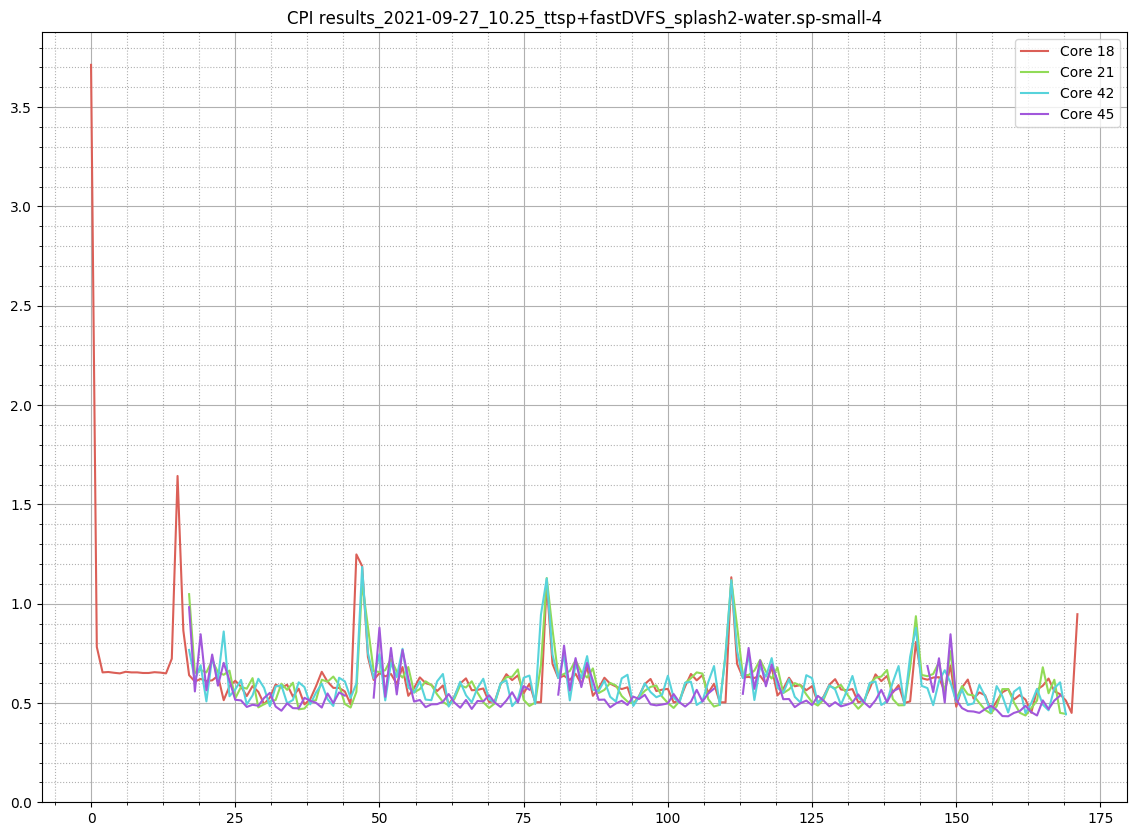 CPI results_2021-09-27_10.25_ttsp+fastDVFS_splash2-water.sp-small-4
Core 18
Core 21
Core 42
Core 45
3.5
3.0
2.5
2.0
1.5
1.0
0.5
0.0
0 25 50 75 100 125 150 175